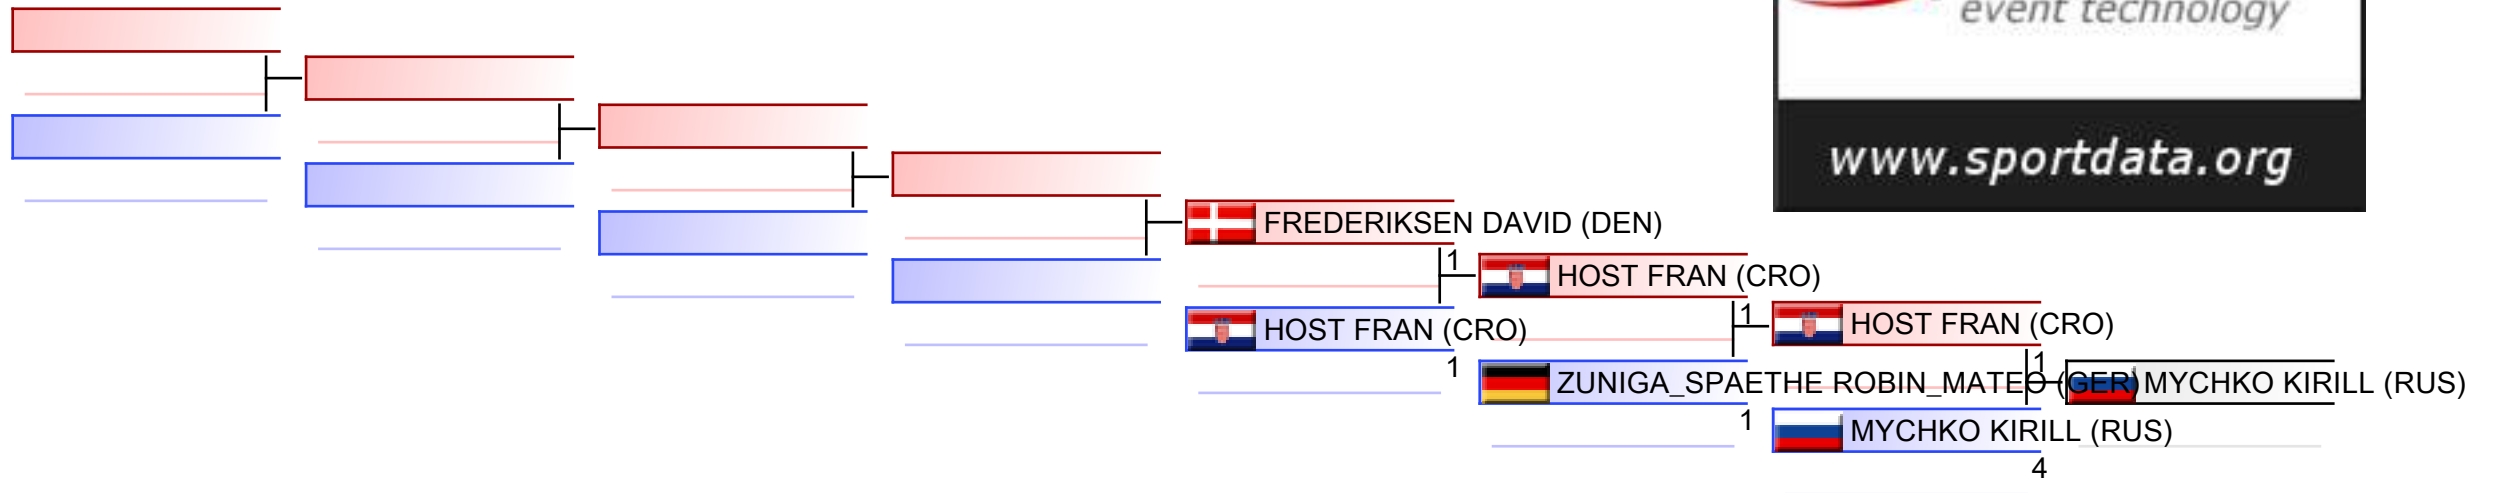 event technology
www.sportdata.org
FREDERIKSEN DAVID (DEN)
1
HOST FRAN (CRO)
1
HOST FRAN (CRO)
1
HOST FRAN (CRO)
1
ZUNIGA_SPAETHE ROBIN_MATEO (GER)
1
1
MYCHKO KIRILL (RUS)
MYCHKO KIRILL (RUS)
4